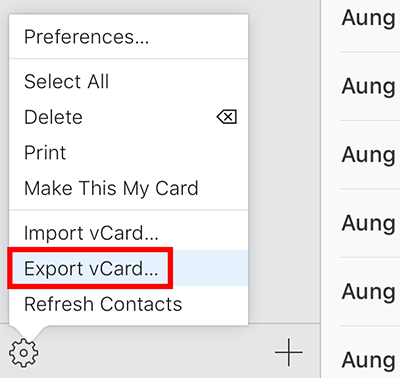 Preferences...
Select All
Delete
Print
Make This My Card
Import vCard...
Export vCard...
Refresh Contacts
Aung
Aung
Aung
Aung
Aung
Aung